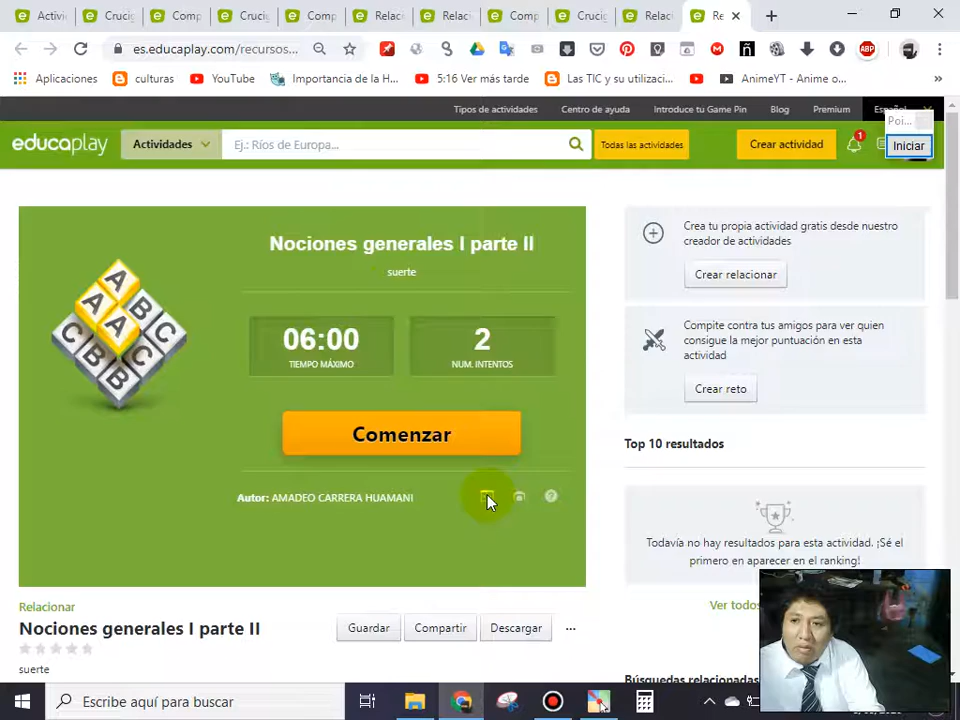 Activi
Crucig
Comp
Crucig
Comp
Relac
Relac
Comp
Crucig
Relac
Re
es.educaplay.com/recursos...
Aplicaciones
culturas
YouTube
Importancia de la H...
5:16 Ver más tarde
Las TIC y su utilizaci...
AnimeYT - Anime o...
»
Tipos de actividades
Centro de ayuda
Introduce tu Game Pin
Blog
Premium
Poi...
educaplay
Actividades
Ej.: Ríos de Europa...
Todas las actividades
Crear actividad
1
Iniciar
Nociones generales I parte II
suerte
06:00
TIEMPO MÁXIMO
2
NUM. INTENTOS
Comenzar
Autor: AMADEO CARRERA HUAMANI
Crea tu propia actividad gratis desde nuestro
creador de actividades
Crear relacionar
Compite contra tus amigos para ver quien
consigue la mejor puntuación en esta
actividad
Crear reto
Top 10 resultados
Todavía no hay resultados para esta actividad. ¡Sé el
primero en aparecer en el ranking!
Ver todos
Relacionar
Nociones generales I parte II
Guardar
Compartir
Descargar
...
suerte
Búsquedas relacionadas
Escribe aquí para buscar